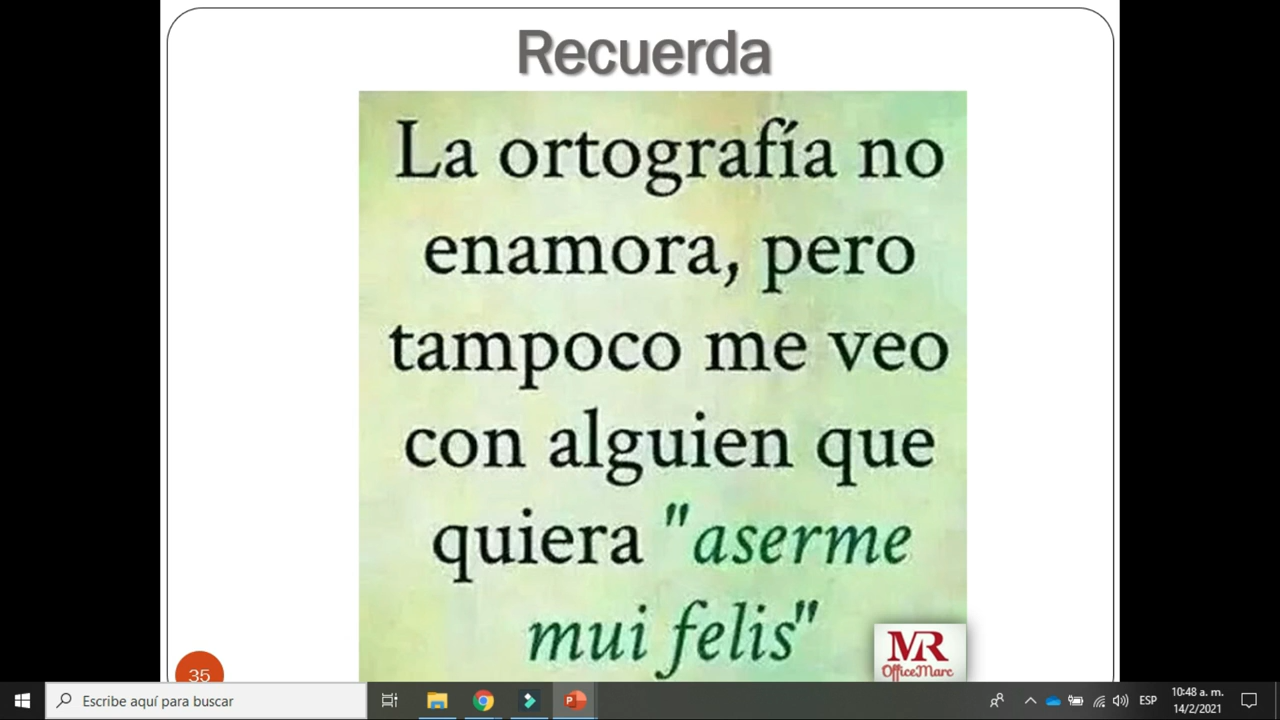 Recuerda
La ortografía no
enamora, pero
tampoco me veo
con alguien que
quiera "aserme
mui felis"
MR
OfficeMarc
35
Escribe aquí para buscar
ESP
10:48 a. m.
14/2/2021